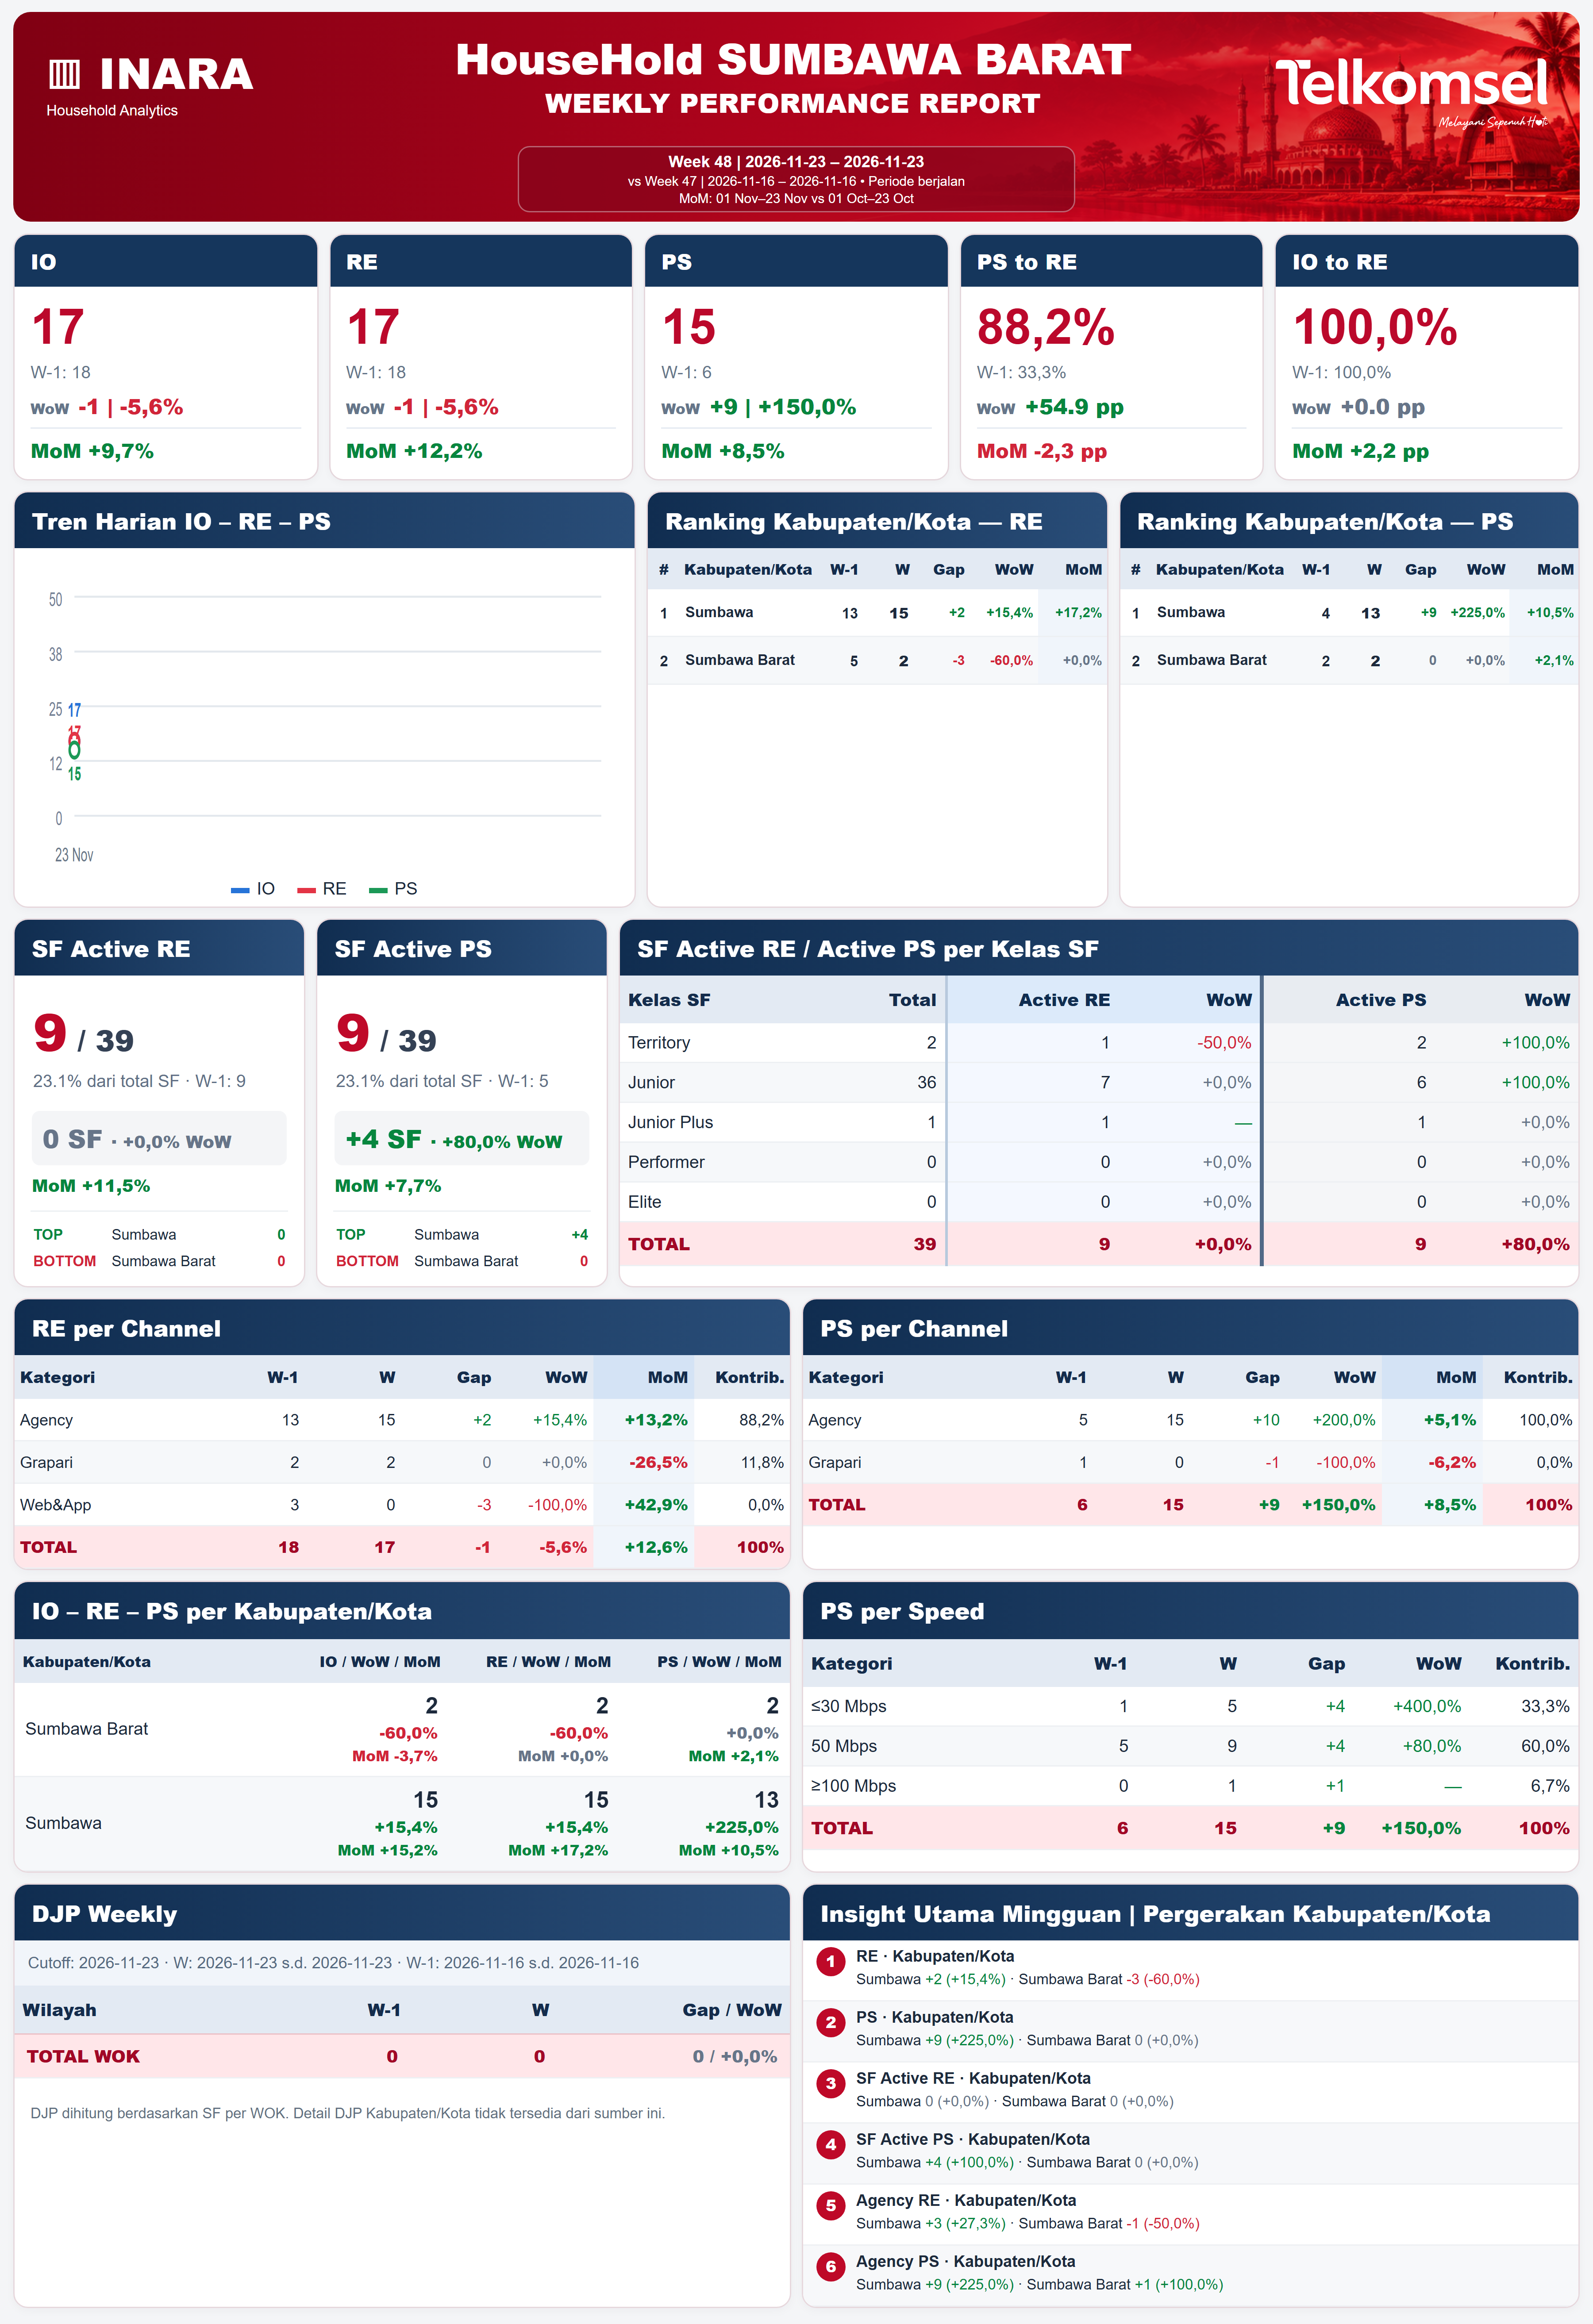 INARA
Household Analytics
HouseHold SUMBAWA BARAT
WEEKLY PERFORMANCE REPORT
Telkomsel
Melayani Sepenuh Hati
Week 48 | 2026-11-23 – 2026-11-23
vs Week 47 | 2026-11-16 – 2026-11-16 • Periode berjalan
MoM: 01 Nov–23 Nov vs 01 Oct–23 Oct
IO
17
W-1: 18
WoW -1 | -5,6%
MoM +9,7%
RE
17
W-1: 18
WoW -1 | -5,6%
MoM +12,2%
PS
15
W-1: 6
WoW +9 | +150,0%
MoM +8,5%
PS to RE
88,2%
W-1: 33,3%
WoW +54.9 pp
MoM -2,3 pp
IO to RE
100,0%
W-1: 100,0%
WoW +0.0 pp
MoM +2,2 pp
Tren Harian IO – RE – PS
50
38
25 17
17
12
15
0
23 Nov
IO RE PS
Ranking Kabupaten/Kota — RE
# Kabupaten/Kota W-1 W Gap WoW MoM
1 Sumbawa 13 15 +2 +15,4% +17,2%
2 Sumbawa Barat 5 2 -3 -60,0% +0,0%
Ranking Kabupaten/Kota — PS
# Kabupaten/Kota W-1 W Gap WoW MoM
1 Sumbawa 4 13 +9 +225,0% +10,5%
2 Sumbawa Barat 2 2 0 +0,0% +2,1%
SF Active RE
9 / 39
23.1% dari total SF · W-1: 9
0 SF · +0,0% WoW
MoM +11,5%
TOP Sumbawa 0
BOTTOM Sumbawa Barat 0
SF Active PS
9 / 39
23.1% dari total SF · W-1: 5
+4 SF · +80,0% WoW
MoM +7,7%
TOP Sumbawa +4
BOTTOM Sumbawa Barat 0
SF Active RE / Active PS per Kelas SF
Kelas SF Total Active RE WoW Active PS WoW
Territory 2 1 -50,0% 2 +100,0%
Junior 36 7 +0,0% 6 +100,0%
Junior Plus 1 1 — 1 +0,0%
Performer 0 0 +0,0% 0 +0,0%
Elite 0 0 +0,0% 0 +0,0%
TOTAL 39 9 +0,0% 9 +80,0%
RE per Channel
Kategori W-1 W Gap WoW MoM Kontrib.
Agency 13 15 +2 +15,4% +13,2% 88,2%
Grapari 2 2 0 +0,0% -26,5% 11,8%
Web&App 3 0 -3 -100,0% +42,9% 0,0%
TOTAL 18 17 -1 -5,6% +12,6% 100%
PS per Channel
Kategori W-1 W Gap WoW MoM Kontrib.
Agency 5 15 +10 +200,0% +5,1% 100,0%
Grapari 1 0 -1 -100,0% -6,2% 0,0%
TOTAL 6 15 +9 +150,0% +8,5% 100%
IO – RE – PS per Kabupaten/Kota
Kabupaten/Kota IO / WoW / MoM RE / WoW / MoM PS / WoW / MoM
2 2 2
Sumbawa Barat -60,0% -60,0% +0,0%
MoM -3,7% MoM +0,0% MoM +2,1%
15 15 13
Sumbawa +15,4% +15,4% +225,0%
MoM +15,2% MoM +17,2% MoM +10,5%
PS per Speed
Kategori W-1 W Gap WoW Kontrib.
≤30 Mbps 1 5 +4 +400,0% 33,3%
50 Mbps 5 9 +4 +80,0% 60,0%
≥100 Mbps 0 1 +1 — 6,7%
TOTAL 6 15 +9 +150,0% 100%
DJP Weekly
Cutoff: 2026-11-23 · W: 2026-11-23 s.d. 2026-11-23 · W-1: 2026-11-16 s.d. 2026-11-16
Wilayah W-1 W Gap / WoW
TOTAL WOK 0 0 0 / +0,0%
DJP dihitung berdasarkan SF per WOK. Detail DJP Kabupaten/Kota tidak tersedia dari sumber ini.
Insight Utama Mingguan | Pergerakan Kabupaten/Kota
1 RE · Kabupaten/Kota
Sumbawa +2 (+15,4%) · Sumbawa Barat -3 (-60,0%)
2 PS · Kabupaten/Kota
Sumbawa +9 (+225,0%) · Sumbawa Barat 0 (+0,0%)
3 SF Active RE · Kabupaten/Kota
Sumbawa 0 (+0,0%) · Sumbawa Barat 0 (+0,0%)
4 SF Active PS · Kabupaten/Kota
Sumbawa +4 (+100,0%) · Sumbawa Barat 0 (+0,0%)
5 Agency RE · Kabupaten/Kota
Sumbawa +3 (+27,3%) · Sumbawa Barat -1 (-50,0%)
6 Agency PS · Kabupaten/Kota
Sumbawa +9 (+225,0%) · Sumbawa Barat +1 (+100,0%)